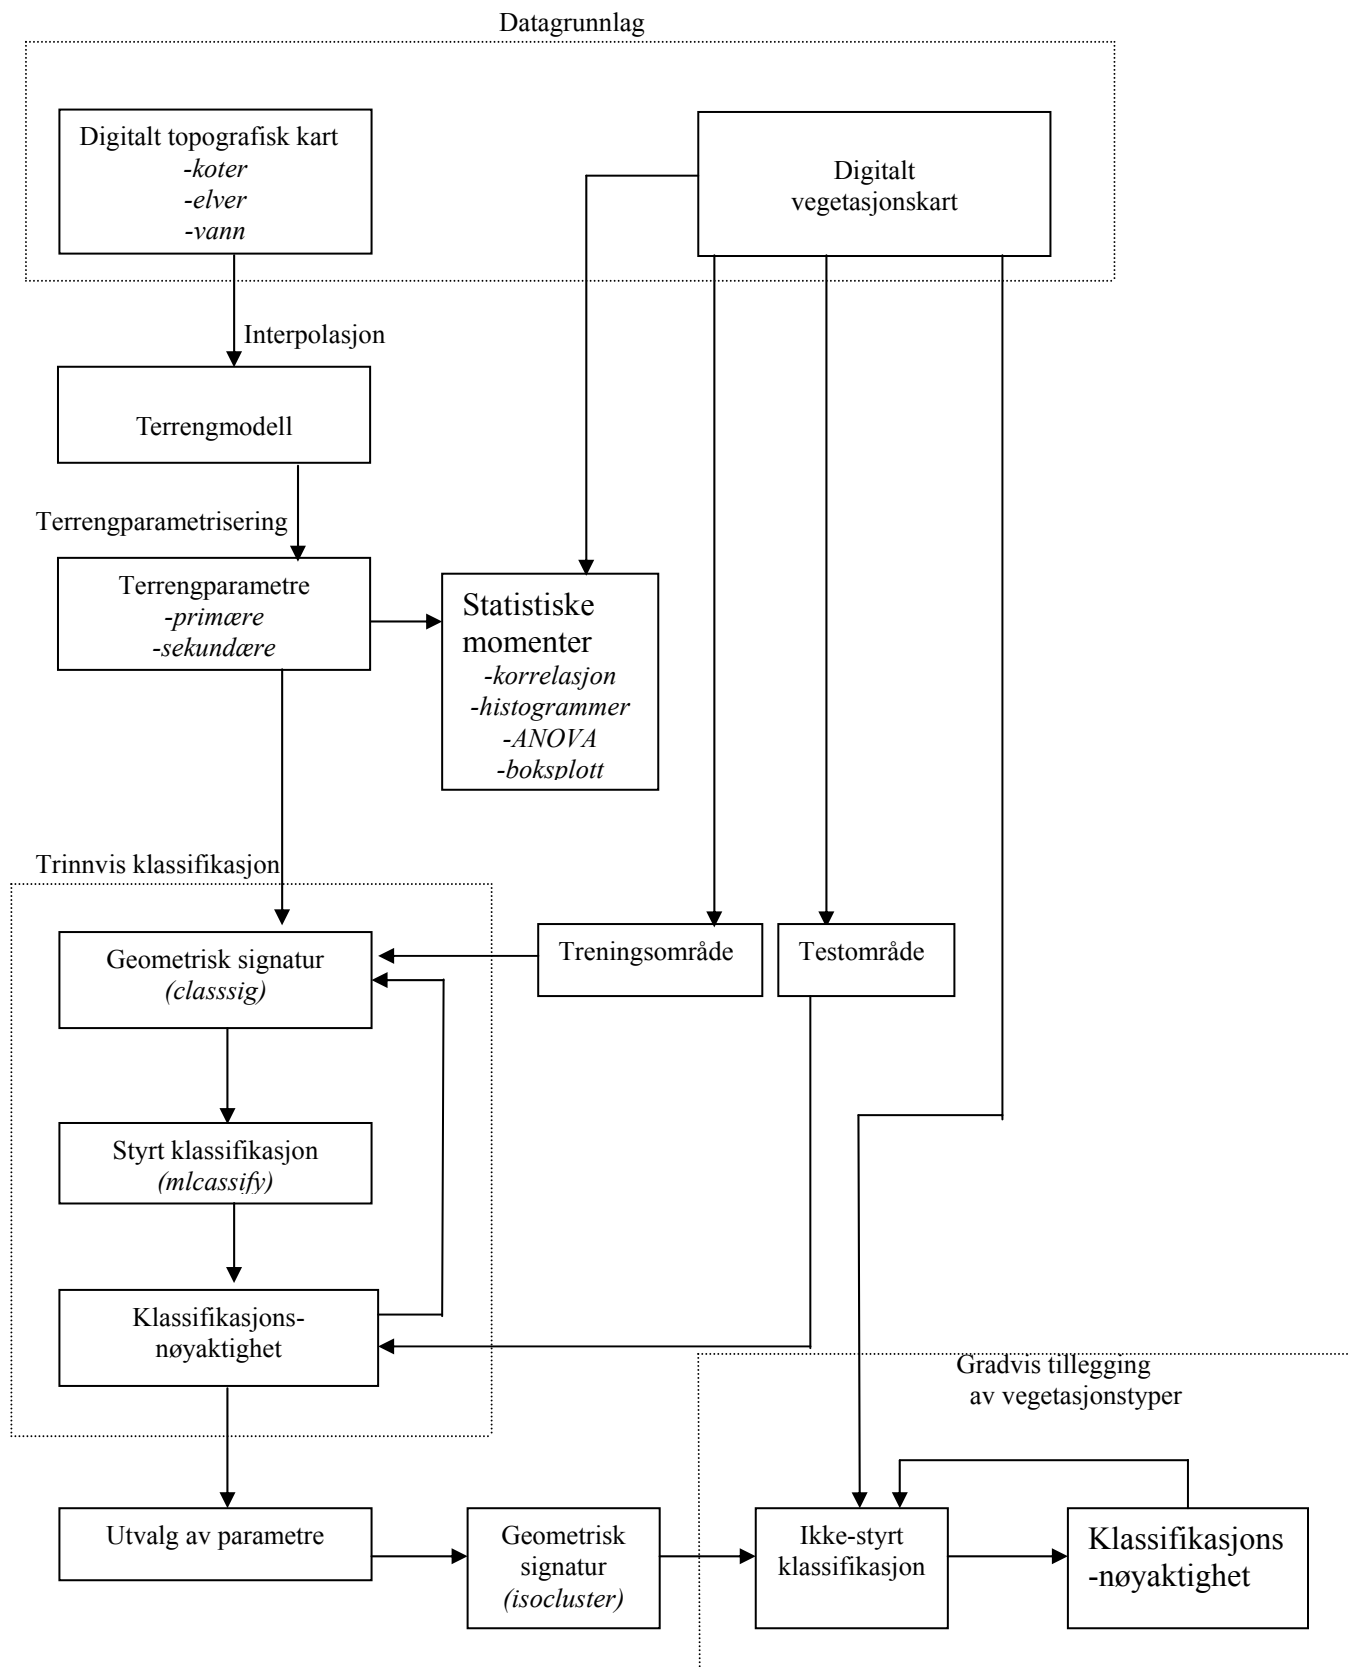 Datagrunnlag
Digitalt topografisk kart
-koter
-elver
-vann
Digitalt
vegetasjonskart
Interpolasjon
Terrengmodell
Terrengparametrisering
Terrengparametre
-primære
-sekundære
Statistiske
momenter
-korrelasjon
-histogrammer
-ANOVA
-boksplott
Trinnvis klassifikasjon
Geometrisk signatur
(classsig)
Treningsområde
Testområde
Styrt klassifikasjon
(mlcassify)
Klassifikasjons-
nøyaktighet
Gradvis tillegging
av vegetasjonstyper
Utvalg av parametre
Geometrisk
signatur
(isocluster)
Ikke-styrt
klassifikasjon
Klassifikasjons
-nøyaktighet